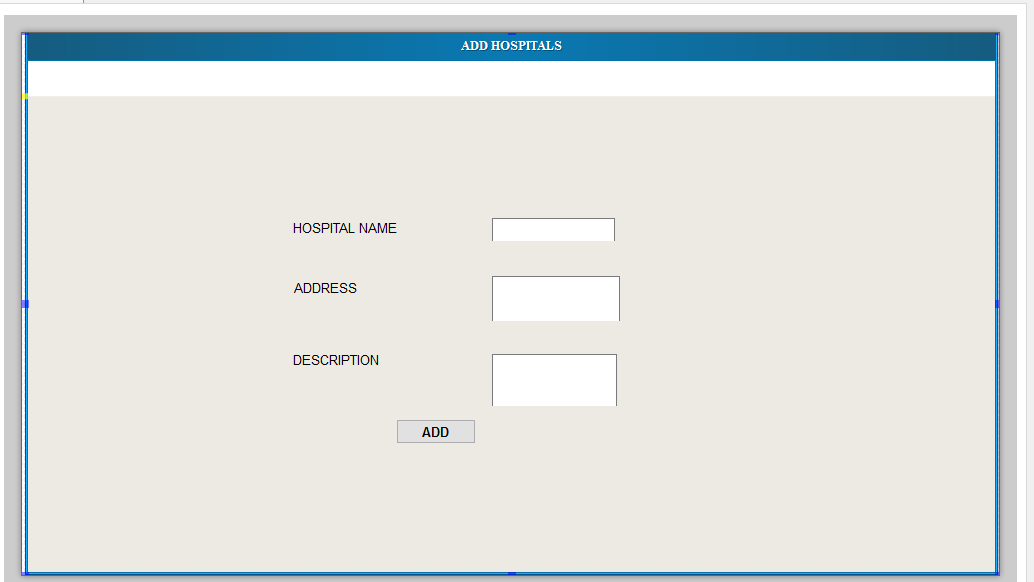 ADD HOSPITALS
HOSPITAL NAME
ADDRESS
DESCRIPTION
ADD